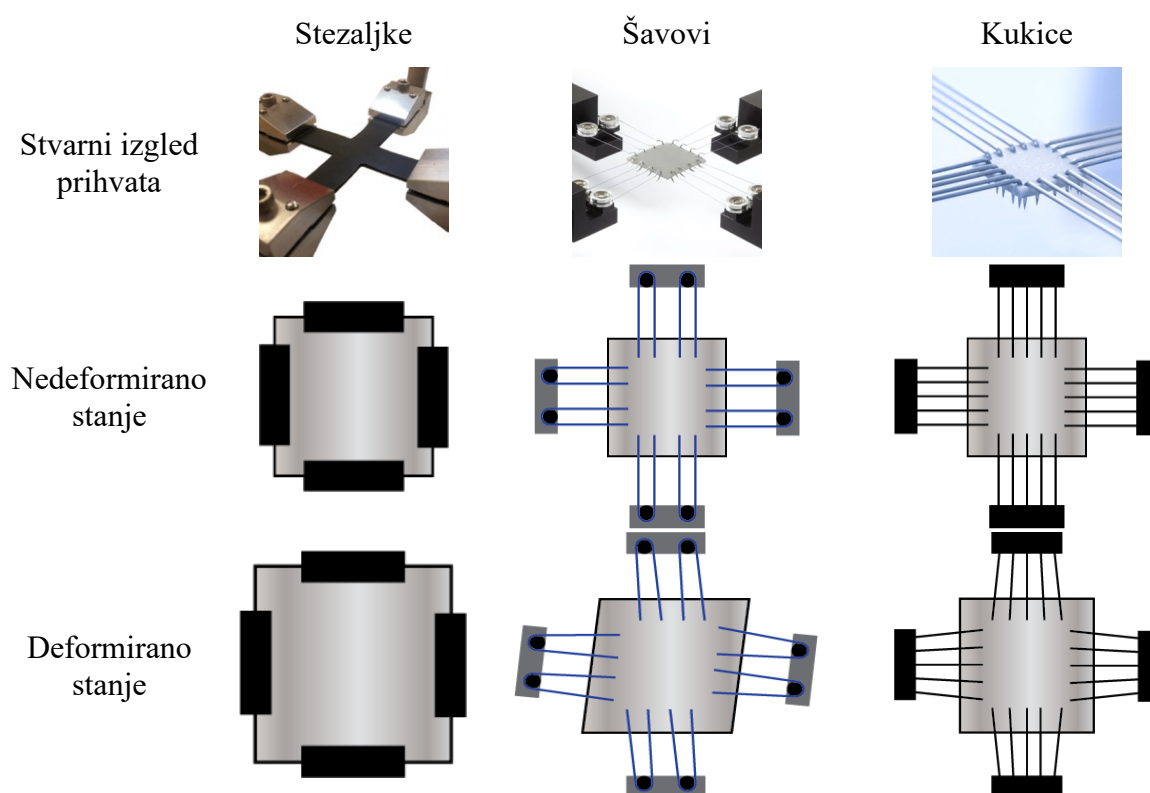 Stezaljke
Šavovi
Kukice
Stvarni izgled
prihvata
Nedeformirano
stanje
Deformirano
stanje